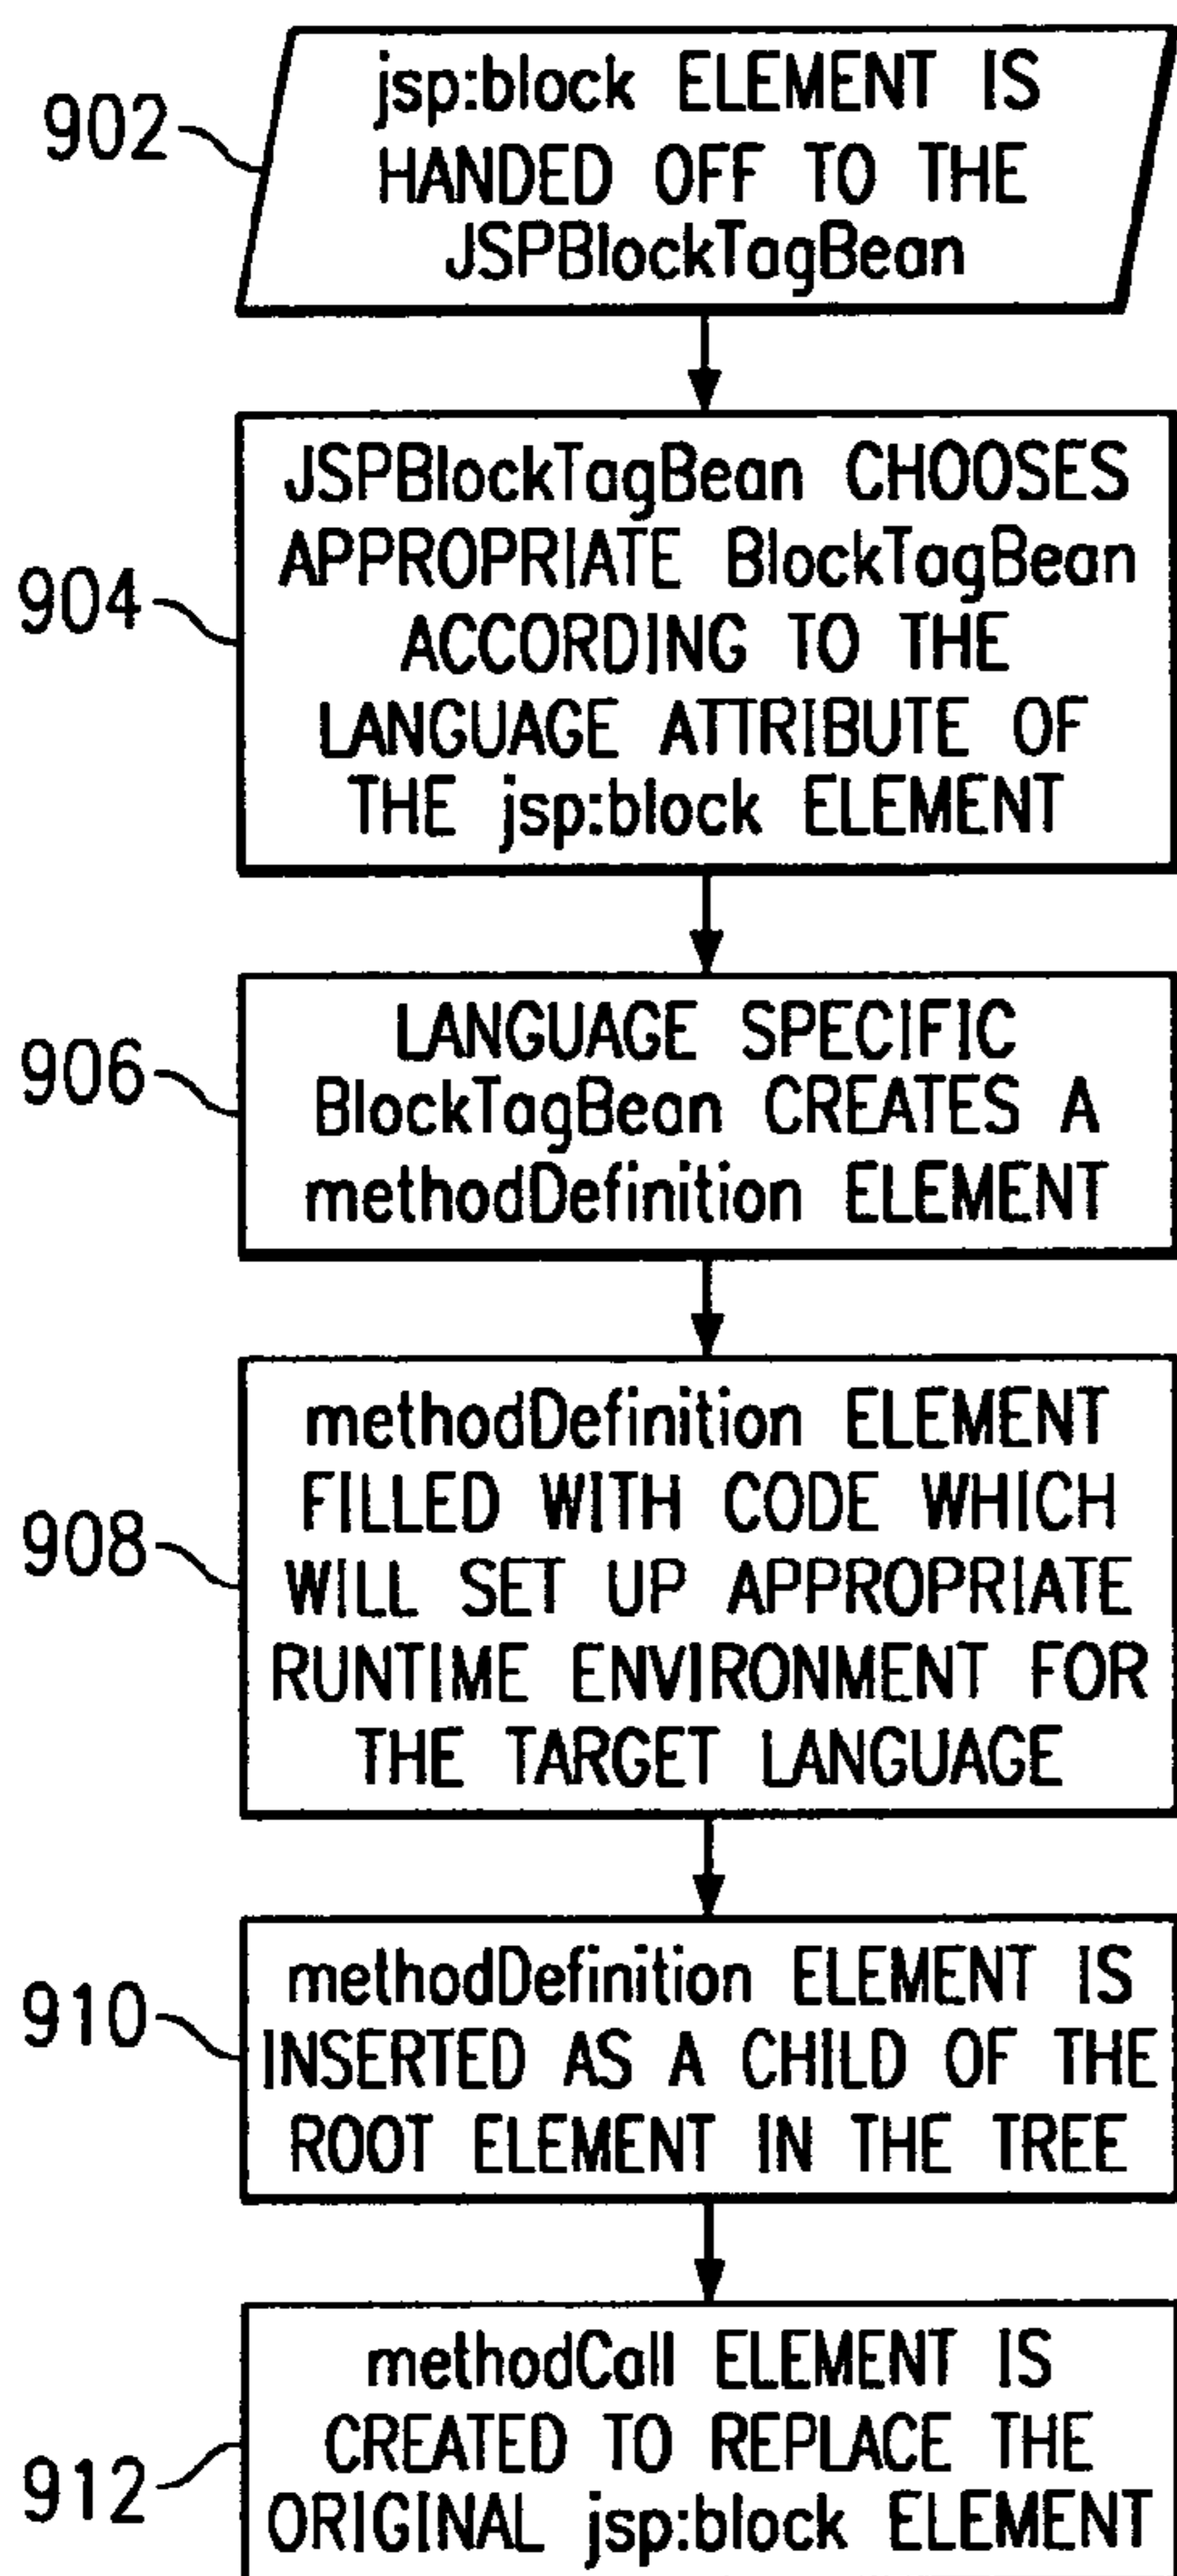 902
jsp:block ELEMENT IS
HANDED OFF TO THE
JSPBlockTagBean
904
JSPBlockTagBean CHOOSES
APPROPRIATE BlockTagBean
ACCORDING TO THE
LANGUAGE ATTRIBUTE OF
THE jsp:block ELEMENT
906
LANGUAGE SPECIFIC
BlockTagBean CREATES A
methodDefinition ELEMENT
908
methodDefinition ELEMENT
FILLED WITH CODE WHICH
WILL SET UP APPROPRIATE
RUNTIME ENVIRONMENT FOR
THE TARGET LANGUAGE
910
methodDefinition ELEMENT IS
INSERTED AS A CHILD OF THE
ROOT ELEMENT IN THE TREE
912
methodCall ELEMENT IS
CREATED TO REPLACE THE
ORIGINAL jsp:block ELEMENT